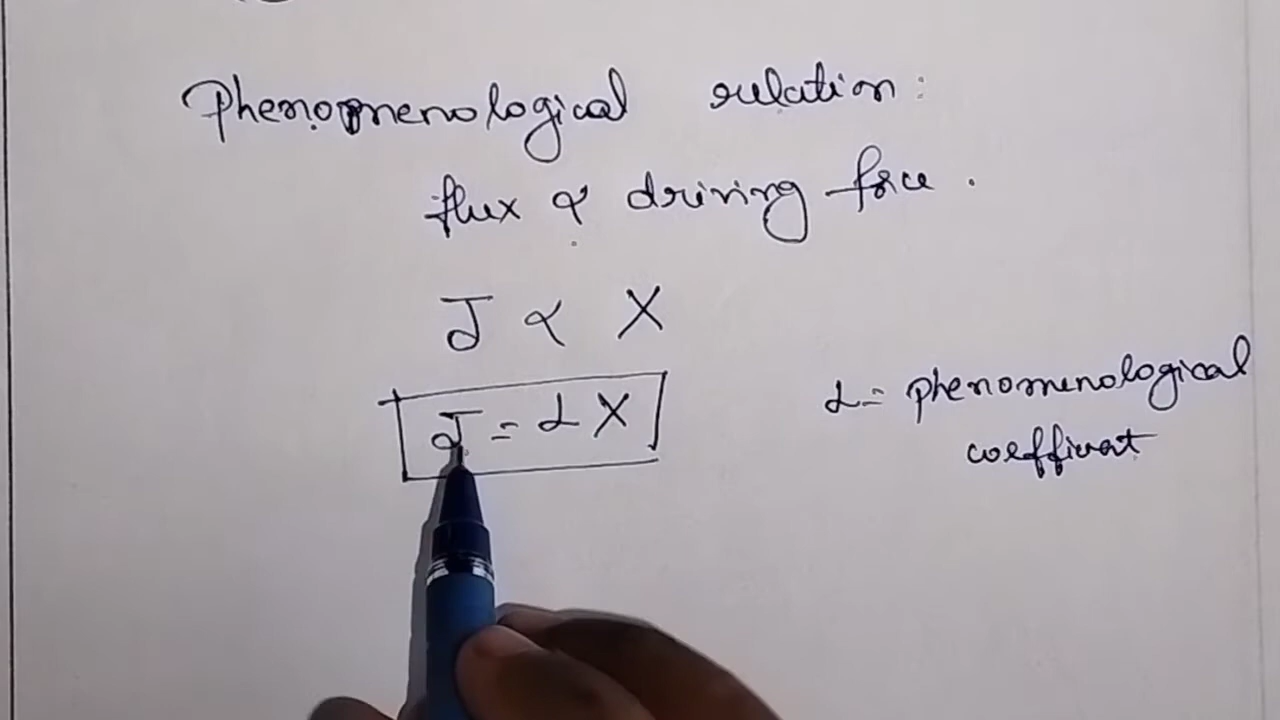 Phenomenological relation:
flux ∝ driving force.
J ∝ X
J = L X
L = phenomenological
coefficient